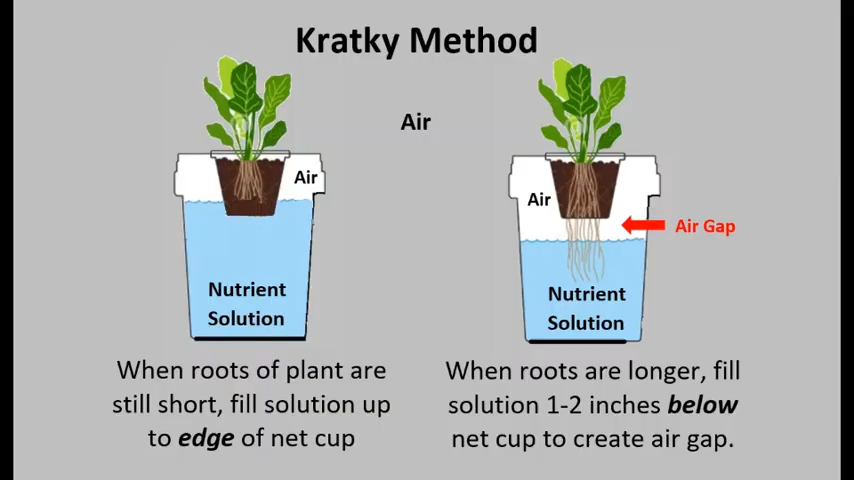 Kratky Method
Air
Air
Nutrient
Solution
When roots of plant are
still short, fill solution up
to edge of net cup
Air
Air Gap
Nutrient
Solution
When roots are longer, fill
solution 1-2 inches below
net cup to create air gap.